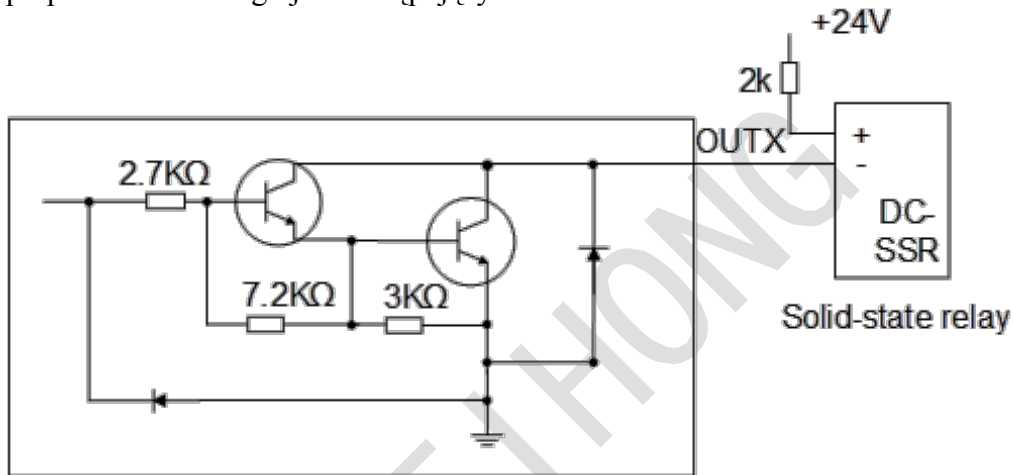 +24V
2k
OUTX
+
-
2.7KΩ
DC-
SSR
7.2KΩ
3KΩ
Solid-state relay